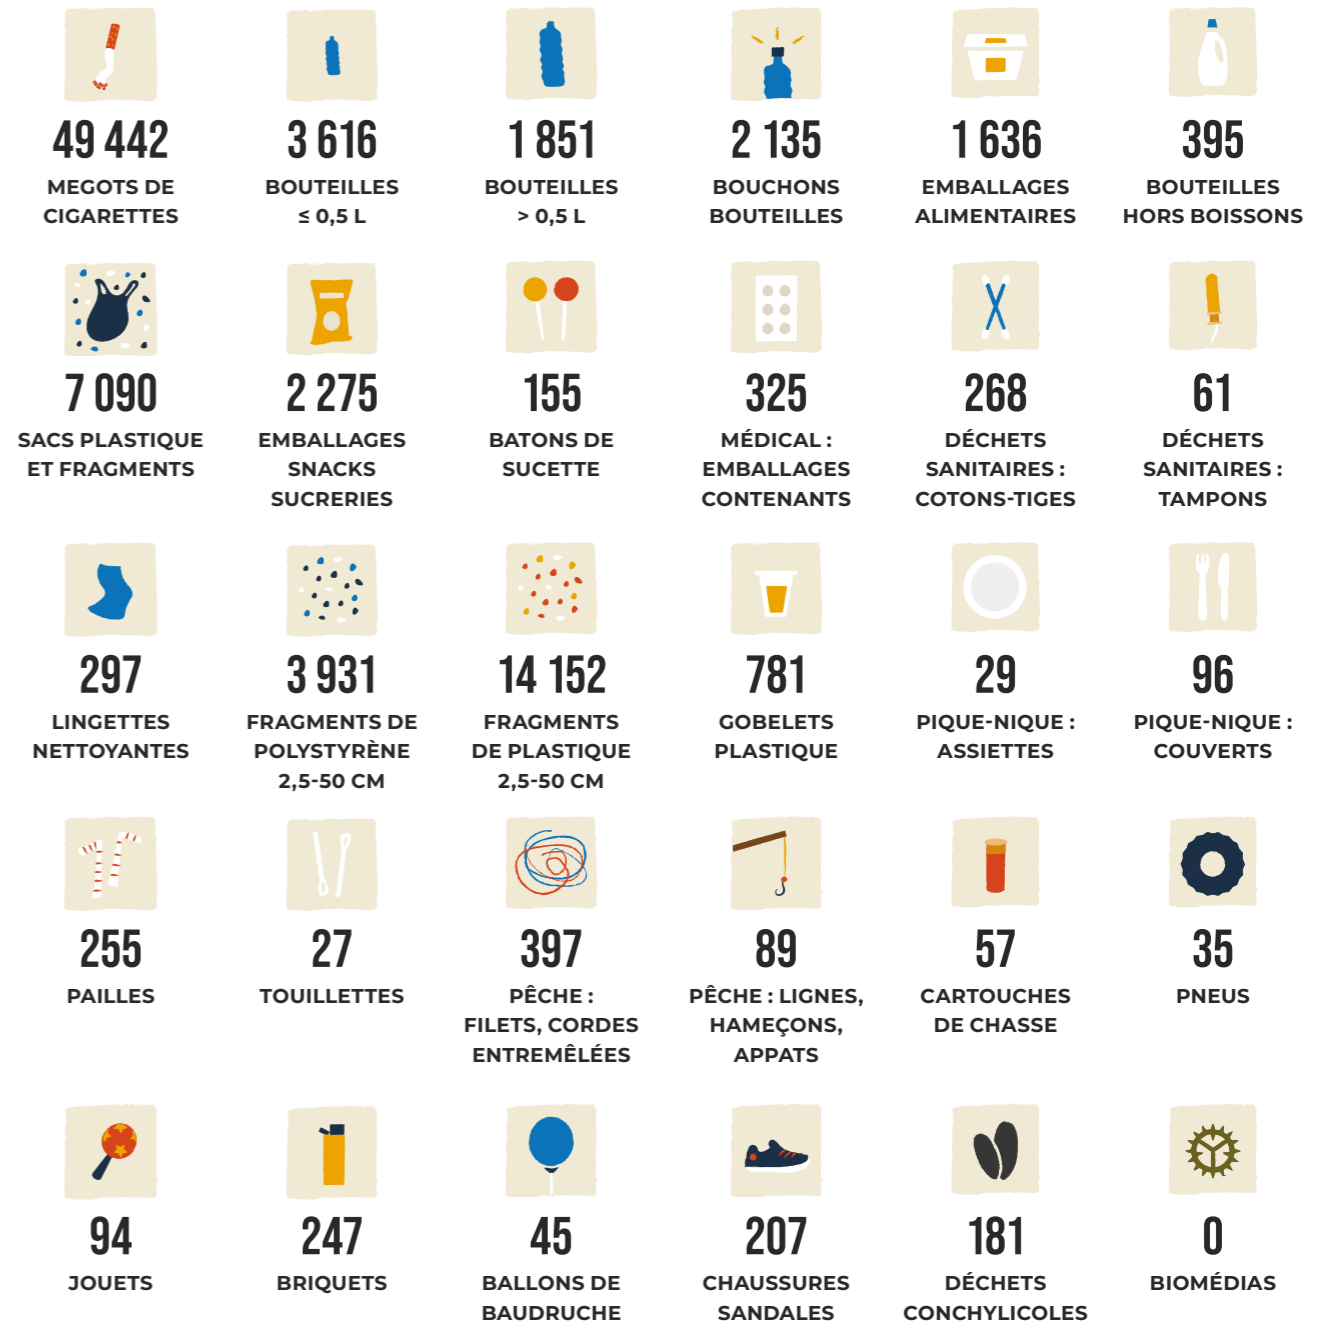 49 442
MEGOTS DE
CIGARETTES
3 616
BOUTEILLES
≤ 0,5 L
1 851
BOUTEILLES
> 0,5 L
2 135
BOUCHONS
BOUTEILLES
1 636
EMBALLAGES
ALIMENTAIRES
395
BOUTEILLES
HORS BOISSONS
7 090
SACS PLASTIQUE
ET FRAGMENTS
2 275
EMBALLAGES
SNACKS
SUCRERIES
155
BATONS DE
SUCETTE
325
MÉDICAL :
EMBALLAGES
CONTENANTS
268
DÉCHETS
SANITAIRES :
COTONS-TIGES
61
DÉCHETS
SANITAIRES :
TAMPONS
297
LINGETTES
NETTOYANTES
3 931
FRAGMENTS DE
POLYSTYRÈNE
2,5-50 CM
14 152
FRAGMENTS
DE PLASTIQUE
2,5-50 CM
781
GOBELETS
PLASTIQUE
29
PIQUE-NIQUE :
ASSIETTES
96
PIQUE-NIQUE :
COUVERTS
255
PAILLES
27
TOUILLETTES
397
PÊCHE :
FILETS, CORDES
ENTREMÊLÉES
89
PÊCHE : LIGNES,
HAMEÇONS,
APPATS
57
CARTOUCHES
DE CHASSE
35
PNEUS
94
JOUETS
247
BRIQUETS
45
BALLONS DE
BAUDRUCHE
207
CHAUSSURES
SANDALES
181
DÉCHETS
CONCHYLICOLES
0
BIOMÉDIAS